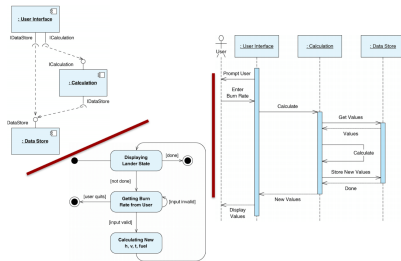 : User Interface
IDataStore
ICalculation
ICalculation
: Calculation
IDataStore
DataStore
: Data Store
Displaying
Lander State
[done]
[not done]
[user quits]
Getting Burn
Rate from User
[input invalid]
[input valid]
Calculating New
h, v, t, fuel
User
: User Interface
: Calculation
: Data Store
Prompt User
Enter
Burn Rate
Calculate
Get Values
Values
Calculate
Store New Values
Done
New Values
Display
Values